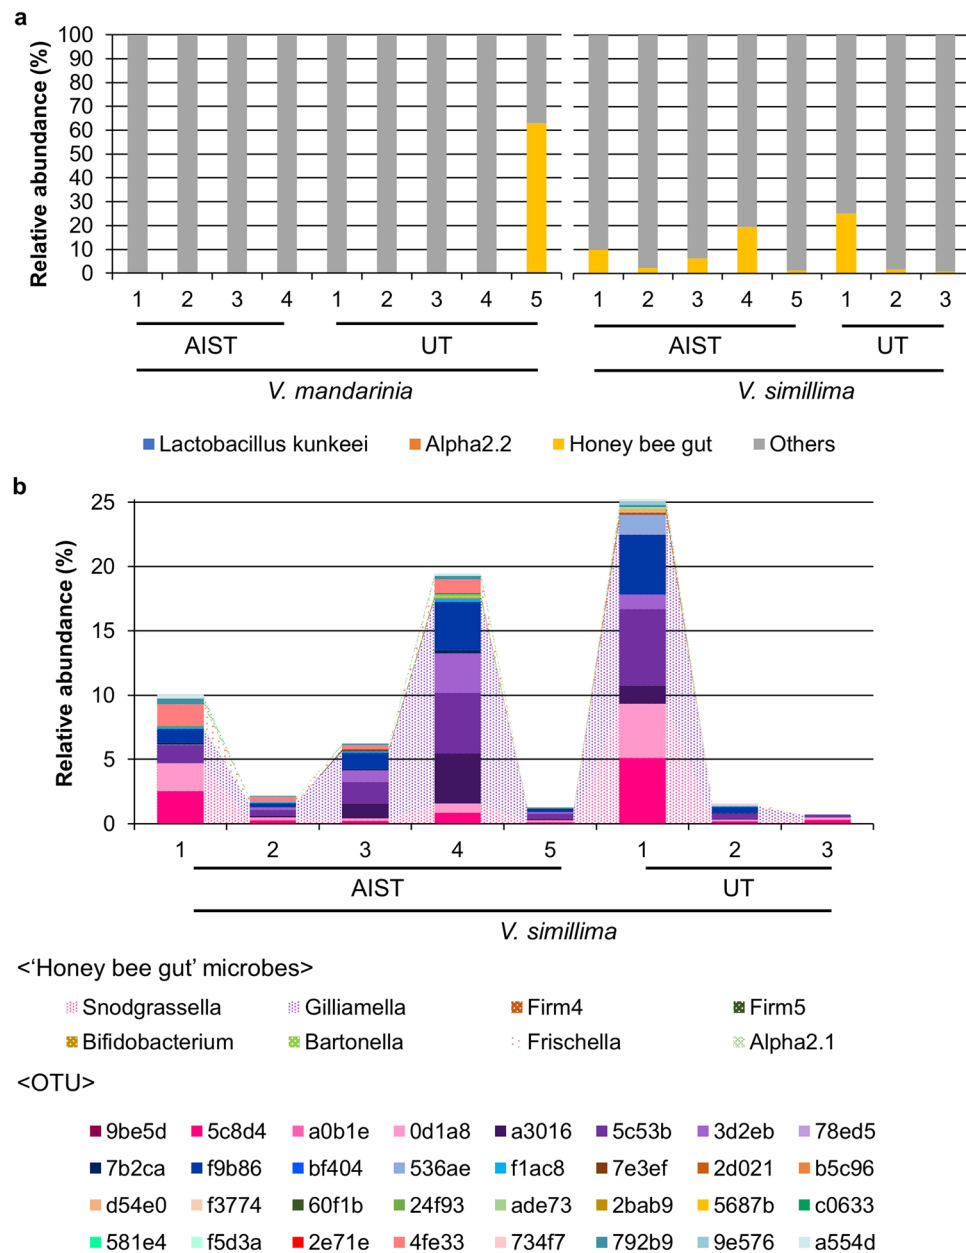 a
Relative abundance (%)
100
90
80
70
60
50
40
30
20
10
0
1 2 3 4 1 2 3 4 5 1 2 3 4 5 1 2 3
AIST UT AIST UT
V. mandarinia V. simillima
Lactobacillus kunkeei Alpha2.2 Honey bee gut Others
b
Relative abundance (%)
25
20
15
10
5
0
1 2 3 4 5 1 2 3
AIST UT
V. simillima
<‘Honey bee gut’ microbes>
Snodgrassella Gilliamella Firm4 Firm5
Bifidobacterium Bartonella Frischella Alpha2.1
<OTU>
9be5d 5c8d4 a0b1e 0d1a8 a3016 5c53b 3d2eb 78ed5
7b2ca f9b86 bf404 536ae f1ac8 7e3ef 2d021 b5c96
d54e0 f3774 60f1b 24f93 ade73 2bab9 5687b c0633
581e4 f5d3a 2e71e 4fe33 734f7 792b9 9e576 a554d